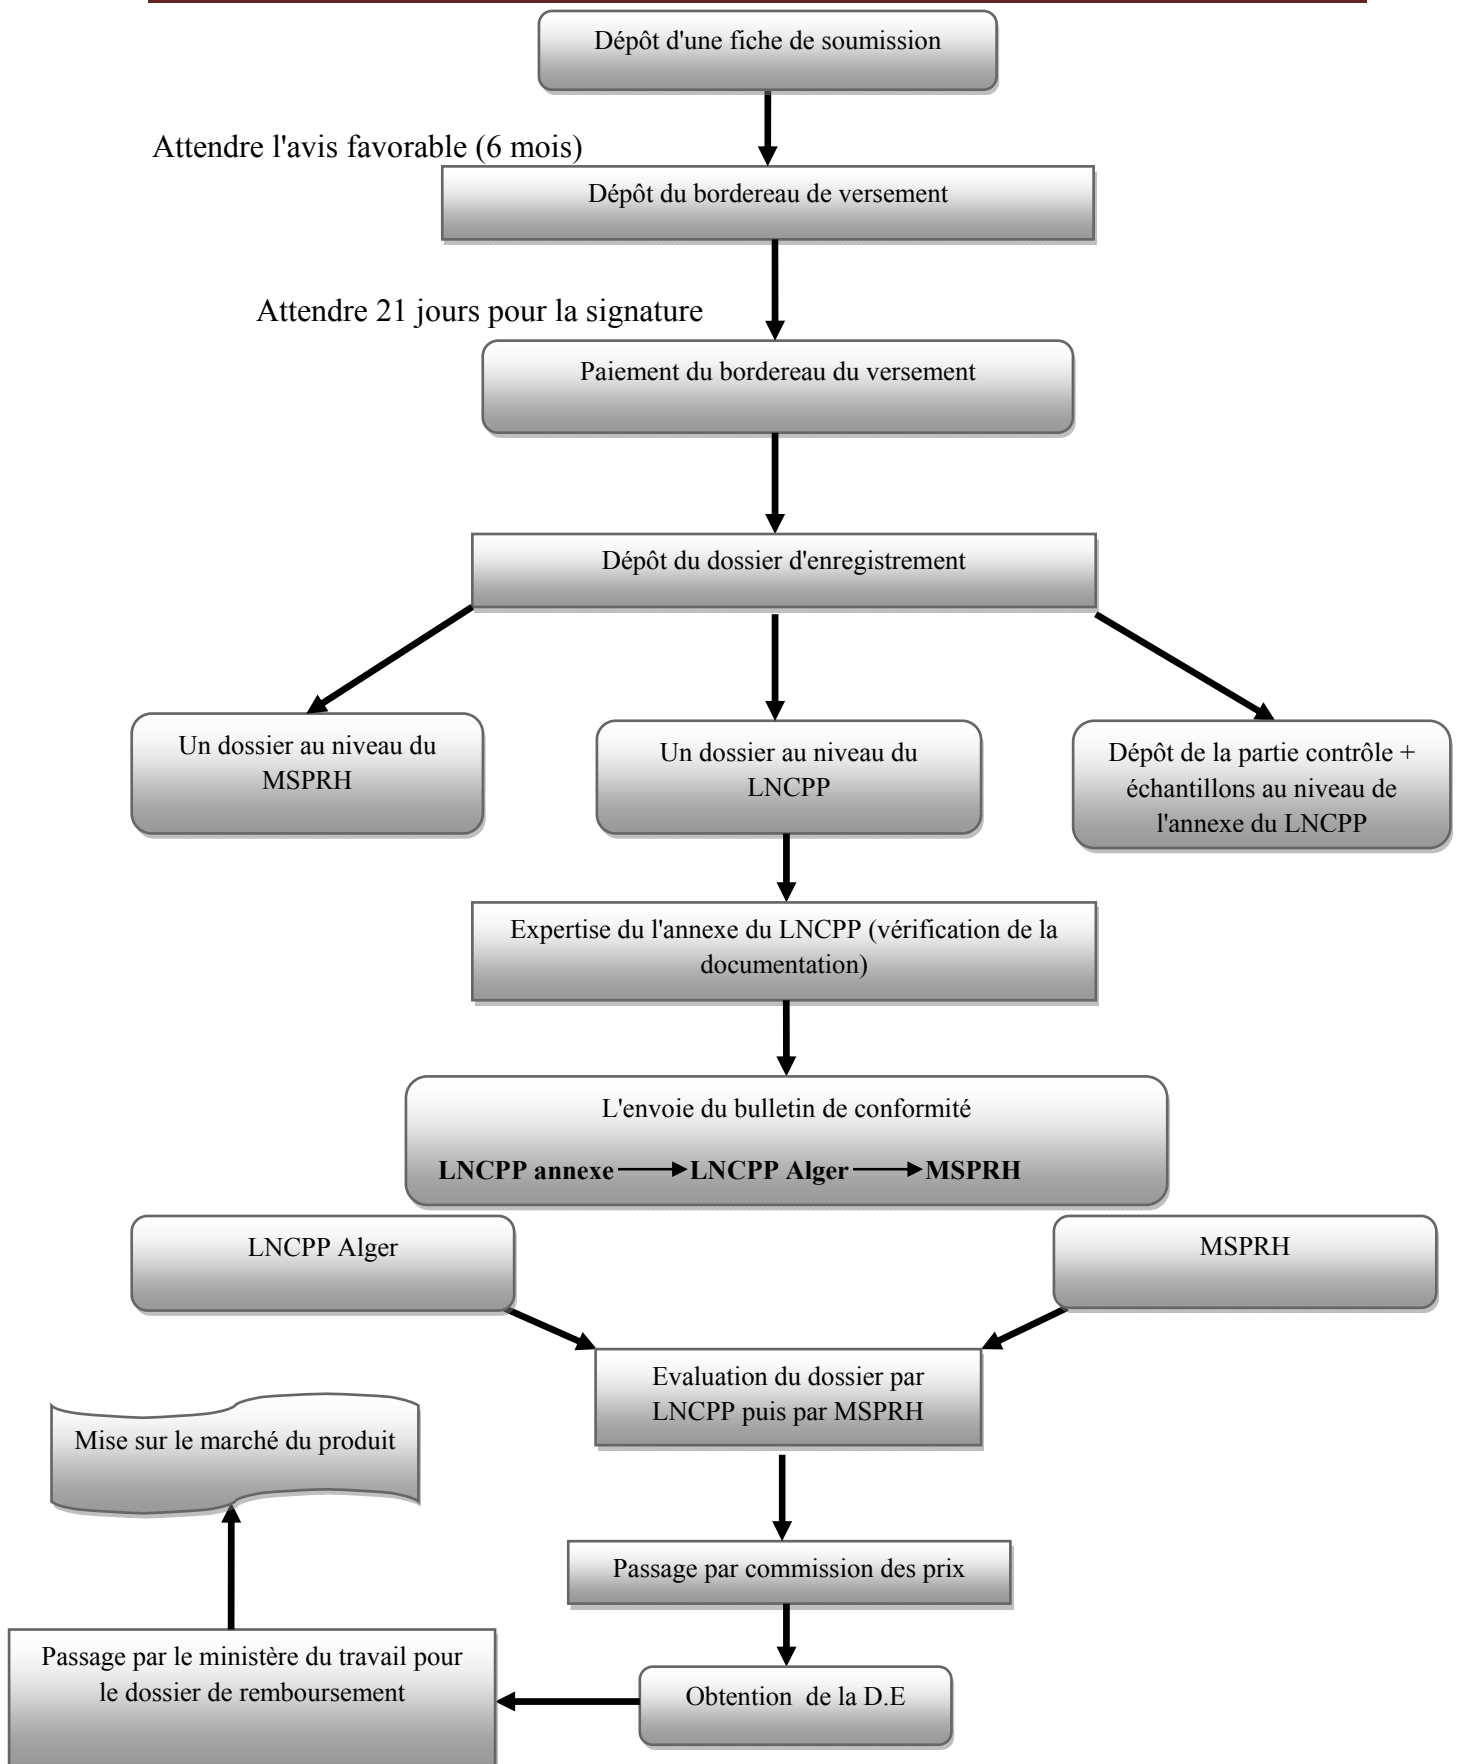 Dépôt d'une fiche de soumission
Attendre l'avis favorable (6 mois)
Dépôt du bordereau de versement
Attendre 21 jours pour la signature
Paiement du bordereau du versement
Dépôt du dossier d'enregistrement
Un dossier au niveau du
MSPRH
Un dossier au niveau du
LNCPP
Dépôt de la partie contrôle +
échantillons au niveau de
l'annexe du LNCPP
Expertise du l'annexe du LNCPP (vérification de la
documentation)
L'envoie du bulletin de conformité
LNCPP annexe → LNCPP Alger → MSPRH
LNCPP Alger
MSPRH
Evaluation du dossier par
LNCPP puis par MSPRH
Mise sur le marché du produit
Passage par commission des prix
Passage par le ministère du travail pour
le dossier de remboursement
Obtention de la D.E